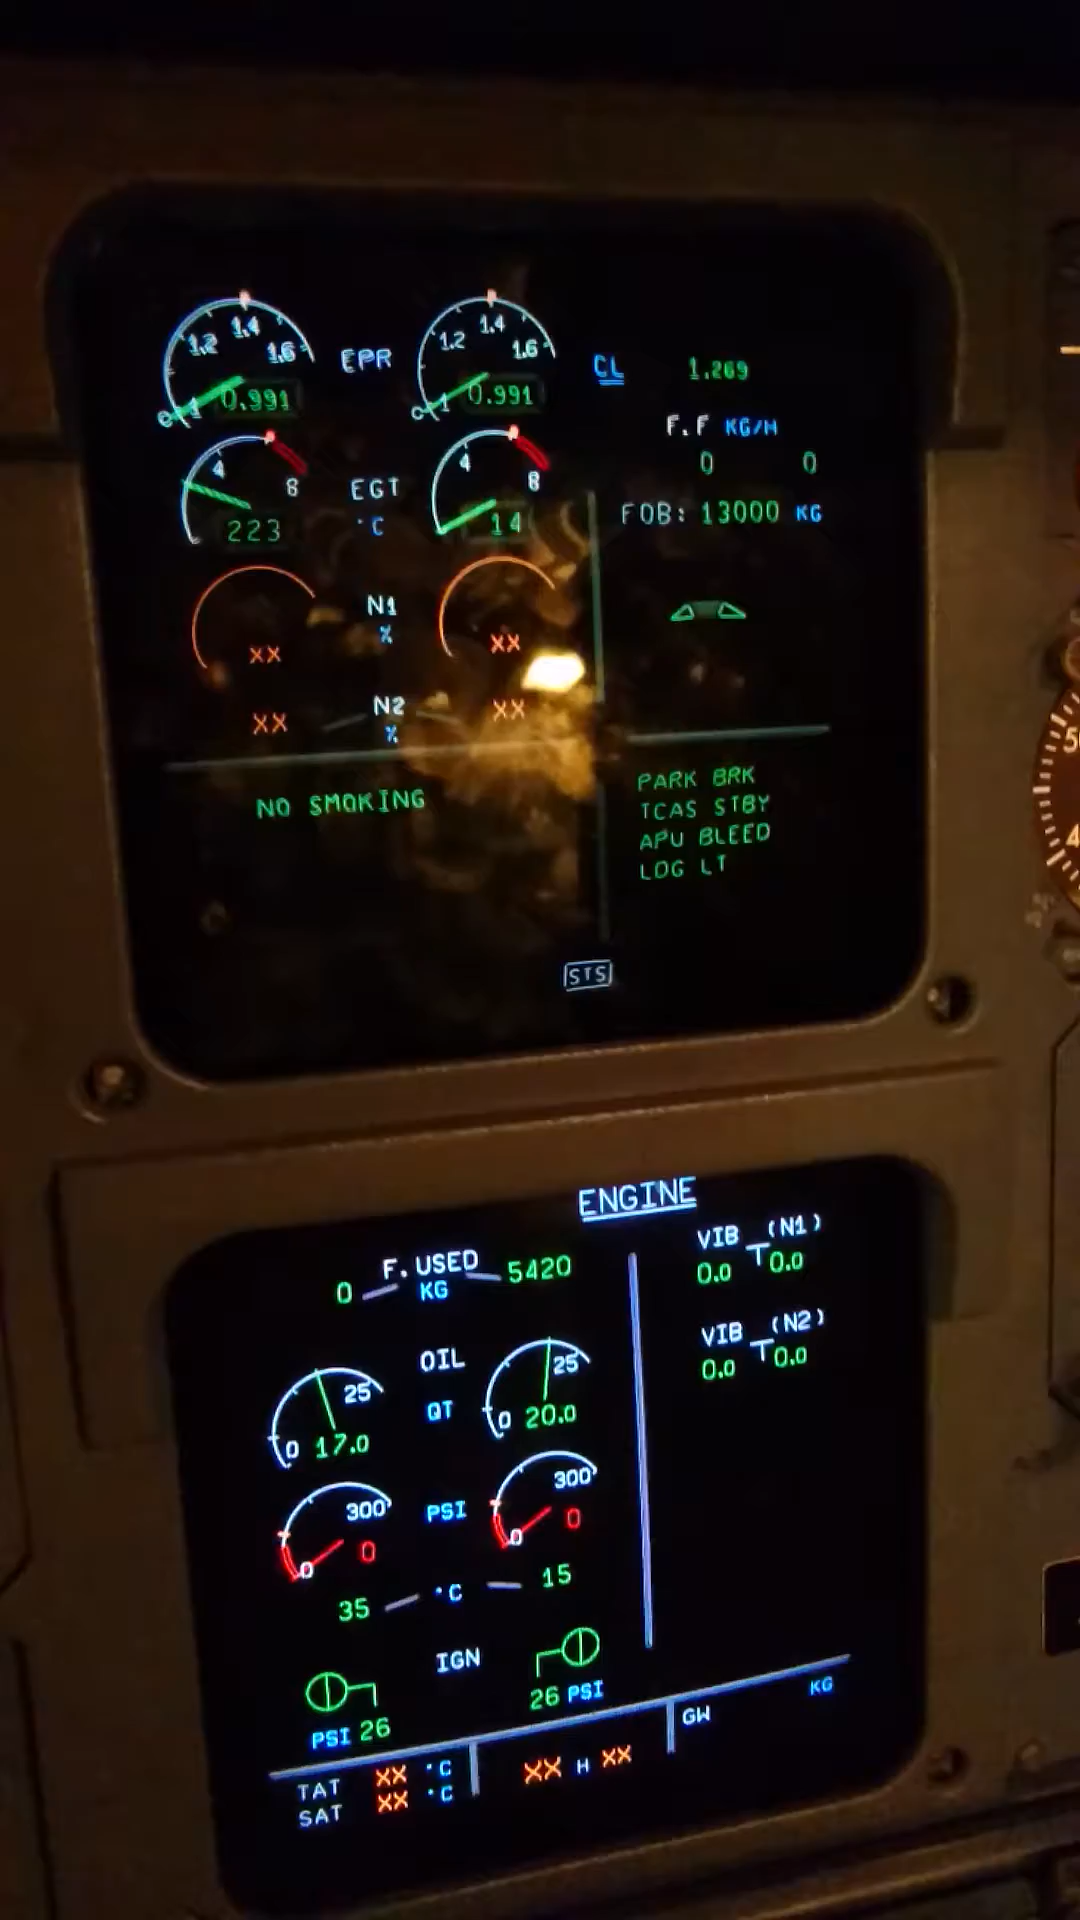 1.2 1.4 1.6 EPR 1.2 1.4 1.6 CL 1.269
1 0.991 1 0.991
F.F KG/H
0 0
4 8 EGT 4 8
223 °C 14
FOB: 13000 KG
N1
XX % XX
N2
XX % XX
NO SMOKING
PARK BRK
TCAS STBY
APU BLEED
LOG LT
STS
ENGINE
F.USED
0 KG 5420
VIB (N1)
0.0 0.0
VIB (N2)
0.0 0.0
OIL
25 25
0 17.0 QT 0 20.0
300 PSI 300
0 0 0 0
35 °C 15
IGN
PSI 26 26 PSI
TAT XX °C XX H XX GW KG
SAT XX °C
50